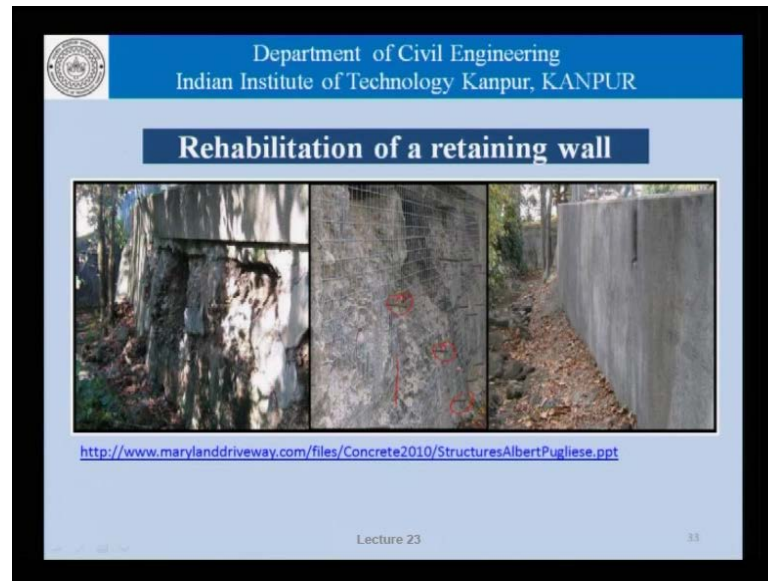 Department of Civil Engineering
Indian Institute of Technology Kanpur, KANPUR
Rehabilitation of a retaining wall
http://www.marylanddriveway.com/files/Concrete2010/StructuresAlbertPugliese.ppt
Lecture 23
33